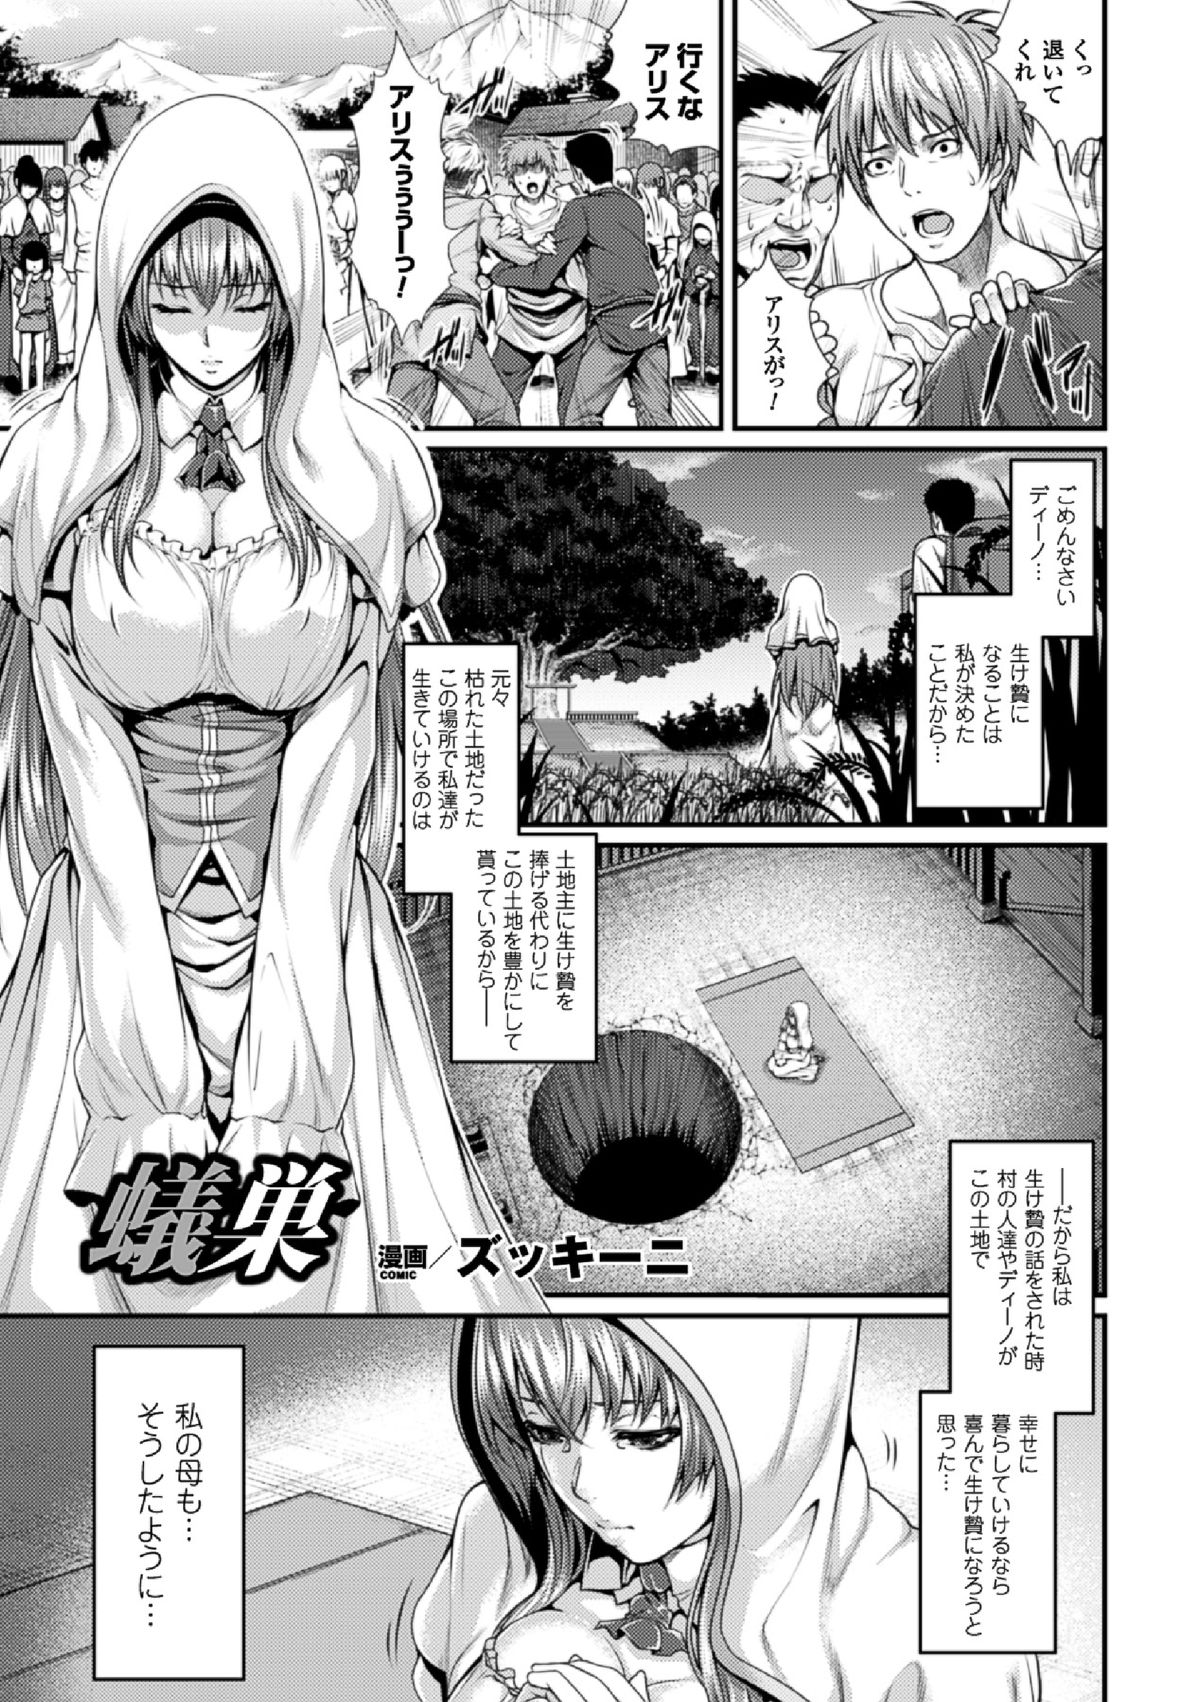 くっ
退いて
くれ
アリスがっ！
行くな
アリス
アリスぅぅぅーっ！
ごめんなさい
ディーノ…
生け贄に
なることは
私が決めた
ことだから…
元々
枯れた土地だった
この場所で私達が
生きていけるのは
土地主に生け贄を
捧げる代わりに
この土地を豊かにして
貰っているから――
蟻巣
漫画／ズッキーニ
COMIC
――だから私は
生け贄の話をされた時
村の人達やディーノが
この土地で
幸せに
暮らしていけるなら
喜んで生け贄になろうと
思った…
私の母も…
そうしたように…